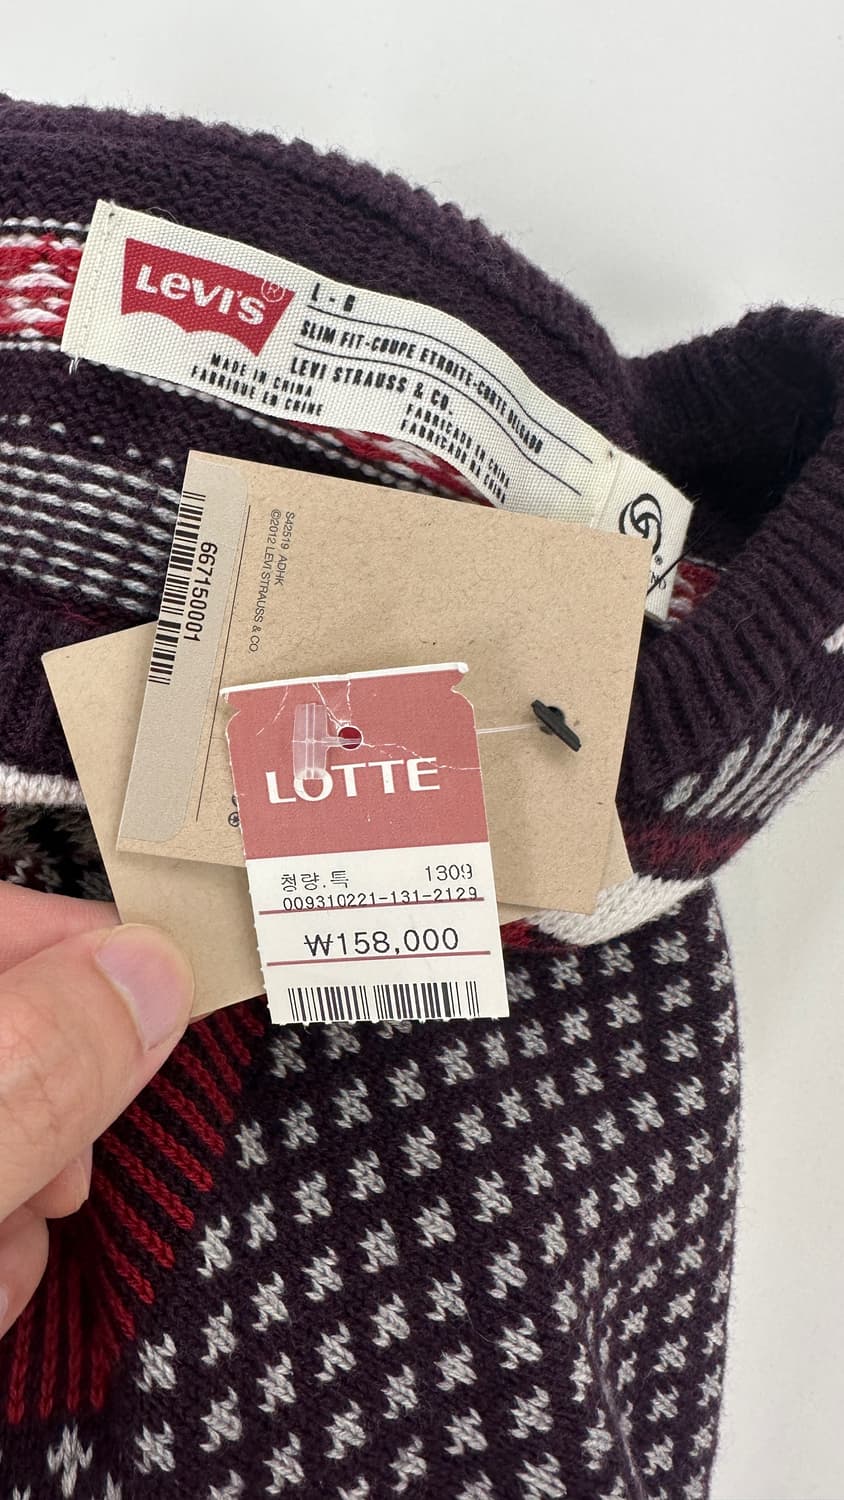 Levi's®
L - G
SLIM FIT-COUPE ETROITE-CORTE DELGADO
LEVI STRAUSS & CO.
MADE IN CHINA
FABRIQUE EN CHINE
FABRICADO EN CHINA
FABRICADO NA CHINA
667150001
S42519 ADHK
©2012 LEVI STRAUSS & CO.
LOTTE
청량.특 1309
009310221-131-2129
₩158,000